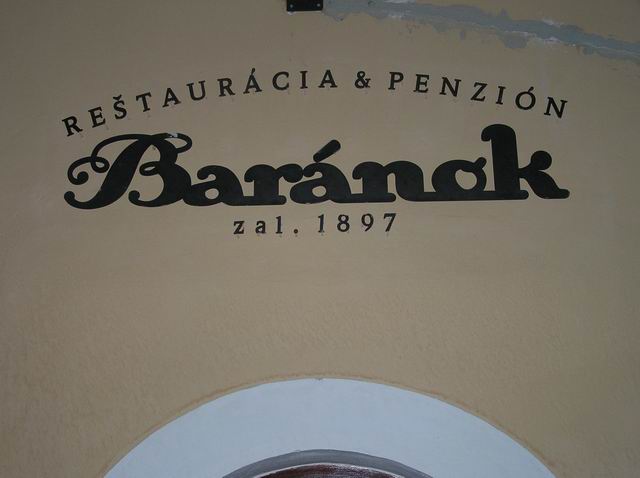 REŠTAURÁCIA & PENZIÓN
Baránok
zal. 1897